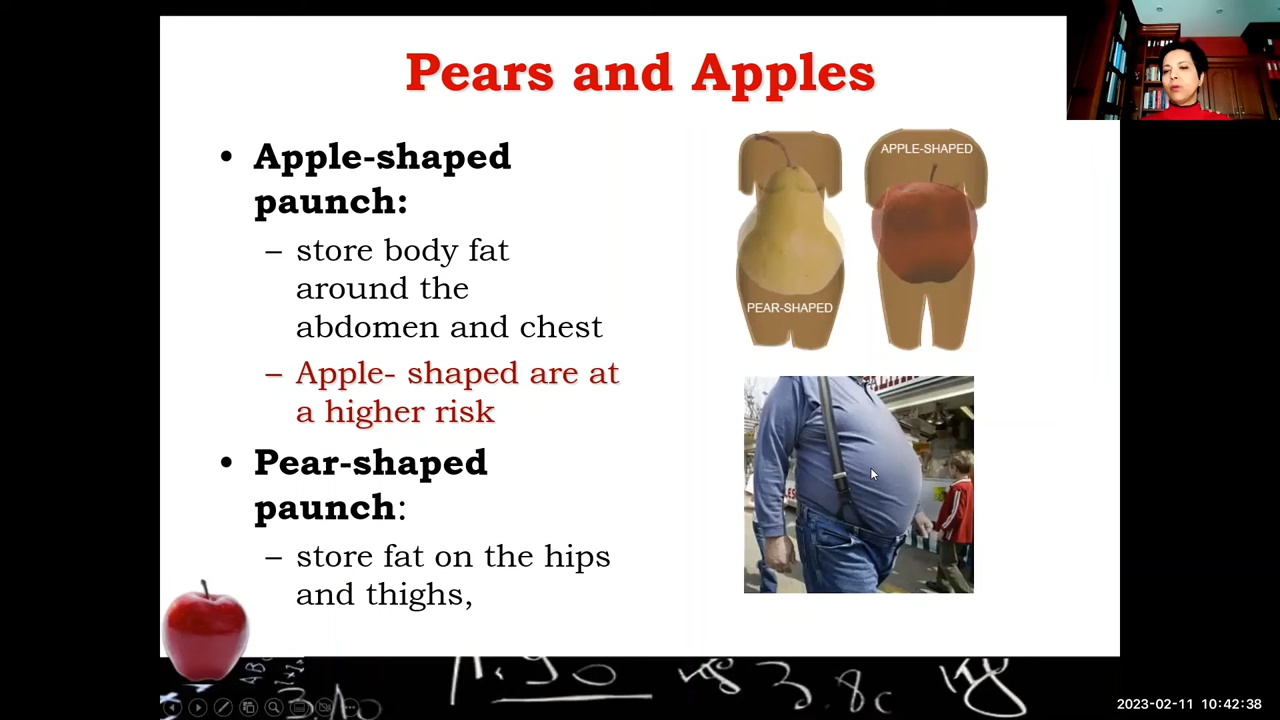 Pears and Apples
• Apple-shaped
paunch:
– store body fat
around the
abdomen and chest
– Apple- shaped are at
a higher risk
• Pear-shaped
paunch:
– store fat on the hips
and thighs,
APPLE-SHAPED
PEAR-SHAPED
2023-02-11 10:42:38